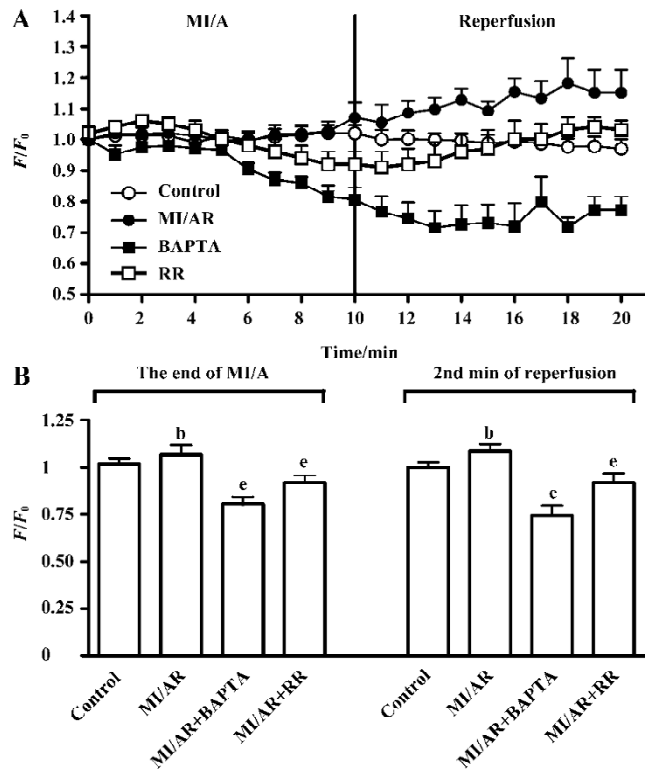 A
MI/A
Reperfusion
1.4
1.3
1.2
1.1
1.0
0.9
0.8
0.7
0.6
0.5
F/F0
Control
MI/AR
BAPTA
RR
0 2 4 6 8 10 12 14 16 18 20
Time/min
B
The end of MI/A
2nd min of reperfusion
1.25
1
0.75
0.25
0
F/F0
b
e
e
b
c
e
Control
MI/AR
MI/AR+BAPTA
MI/AR+RR
Control
MI/AR
MI/AR+BAPTA
MI/AR+RR